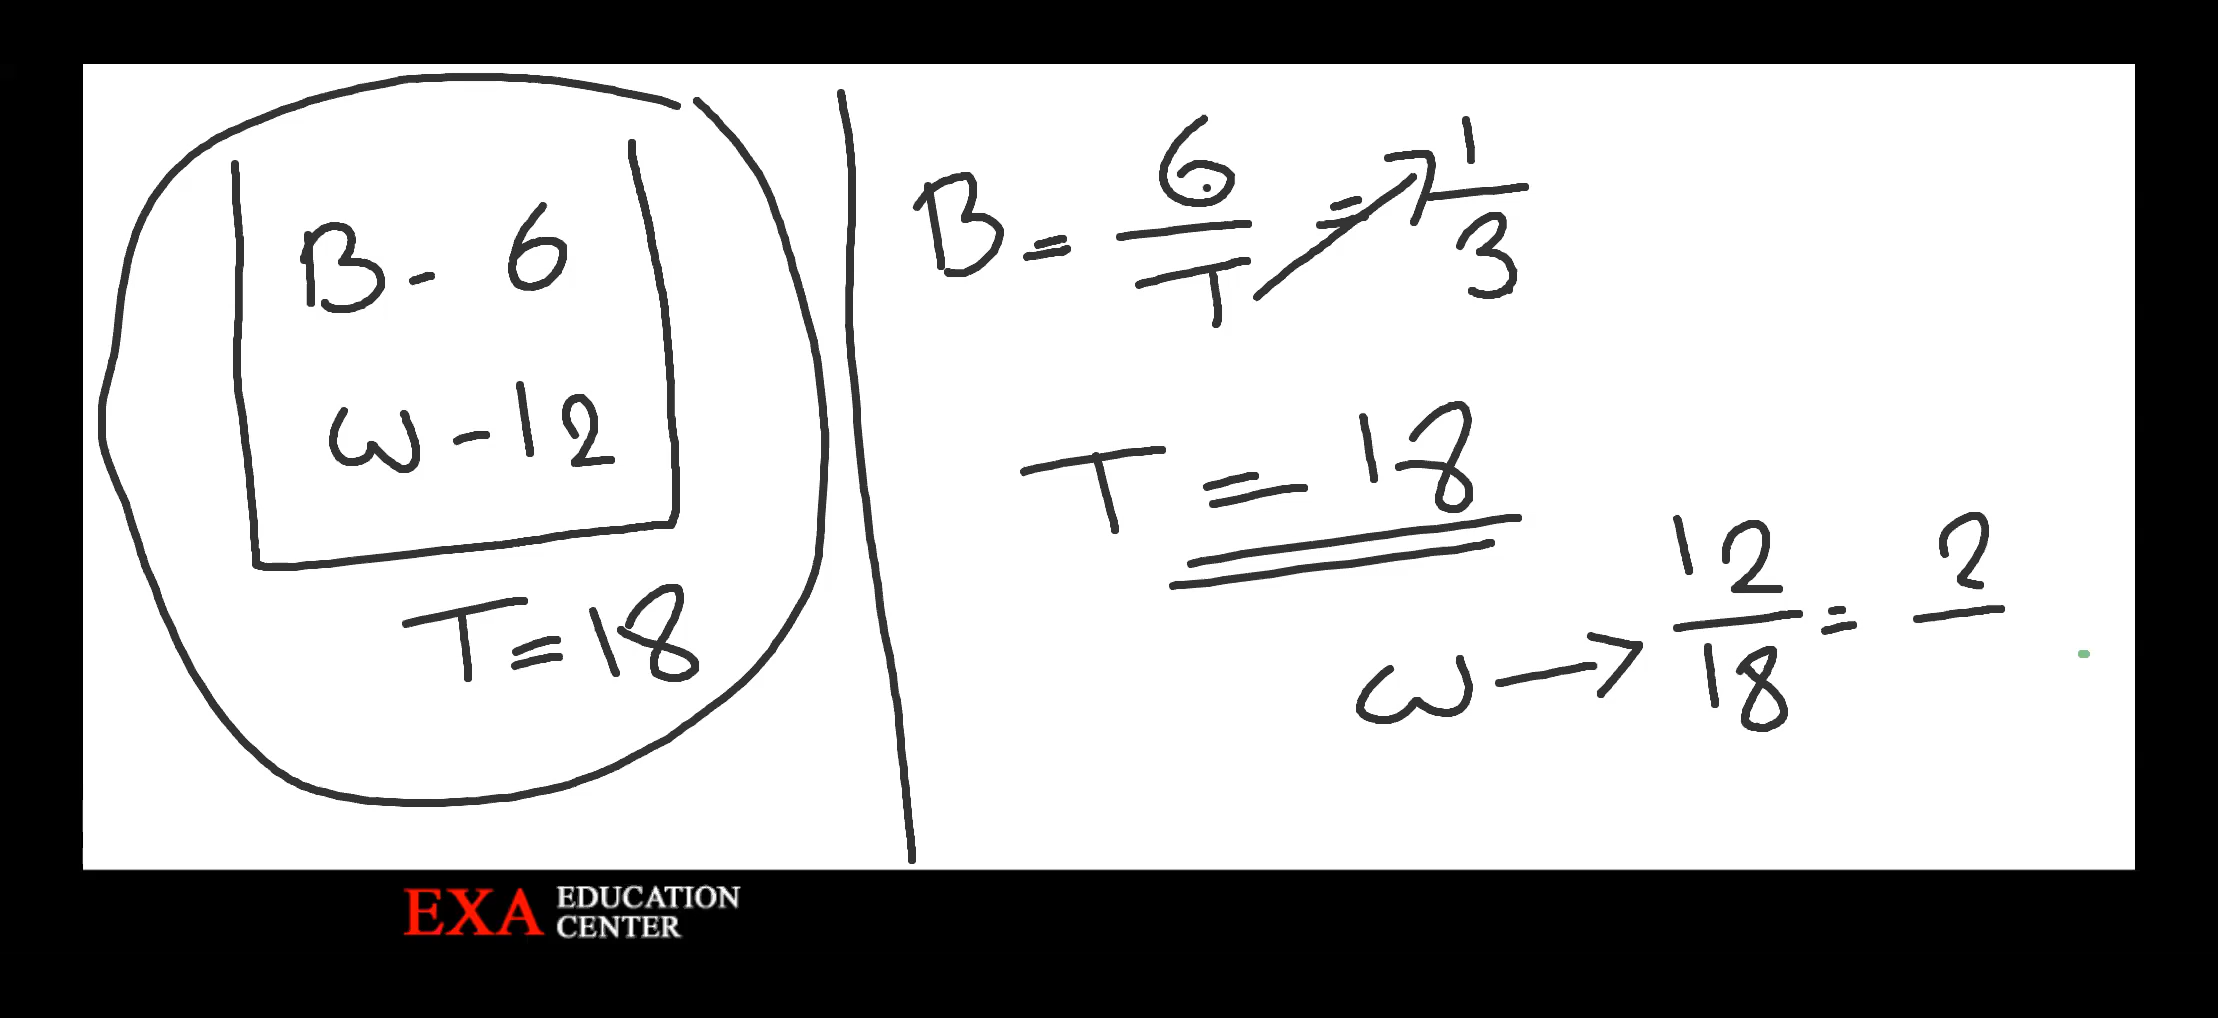 B - 6
W - 12
T = 18
B = 6/T = 1/3
T = 18
W → 12/18 = 2/
EXA EDUCATION
CENTER